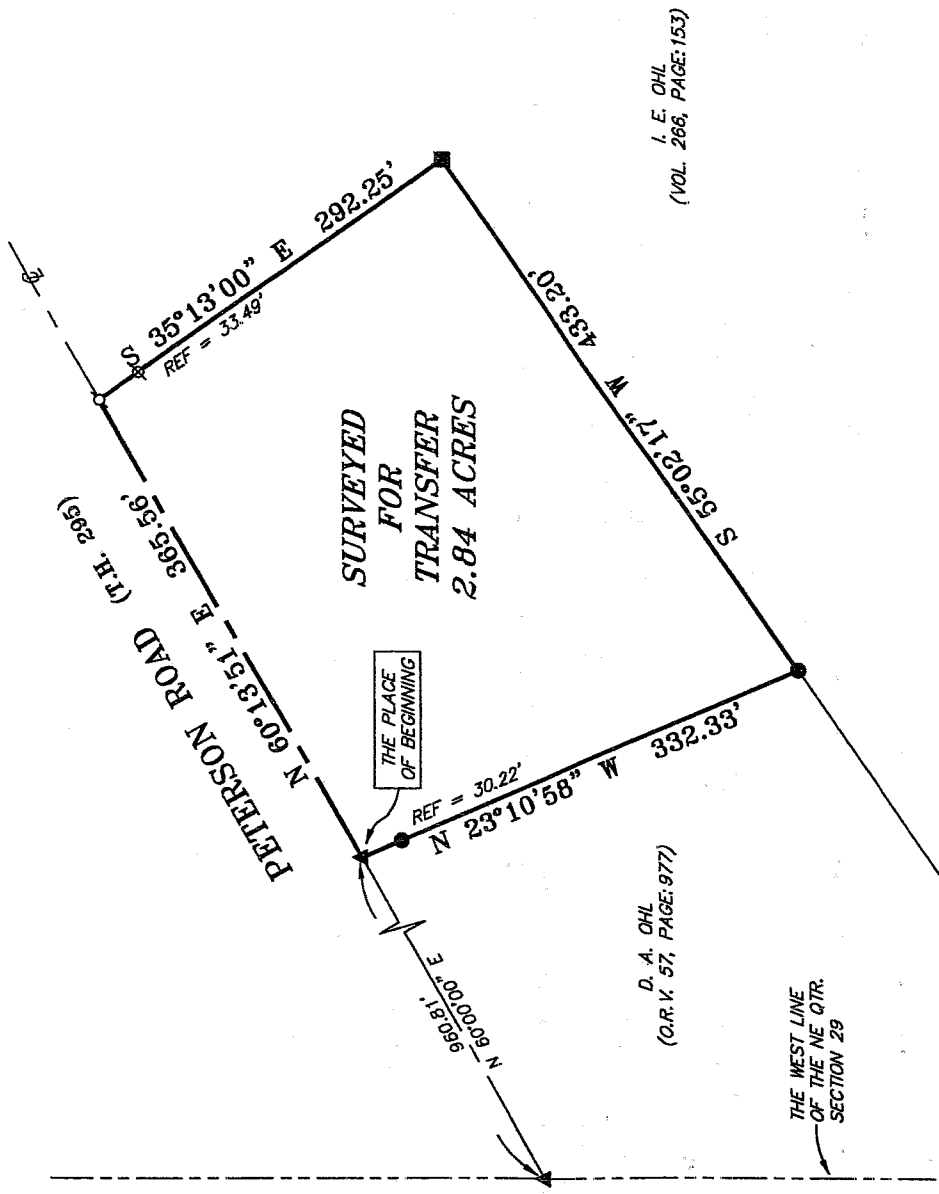 PETERSON ROAD (T.H. 295)
N 60°13'51" E 365.56'
S 35°13'00" E 292.25'
REF = 33.49'
SURVEYED
FOR
TRANSFER
2.84 ACRES
S 55°02'17" W 433.20'
I. E. OHL
(VOL. 266, PAGE:153)
THE PLACE
OF BEGINNING
REF = 30.22'
N 23°10'58" W 332.33'
960.81'
N 60°00'00" E
D. A. OHL
(O.R.V. 57, PAGE:977)
THE WEST LINE
OF THE NE QTR.
SECTION 29